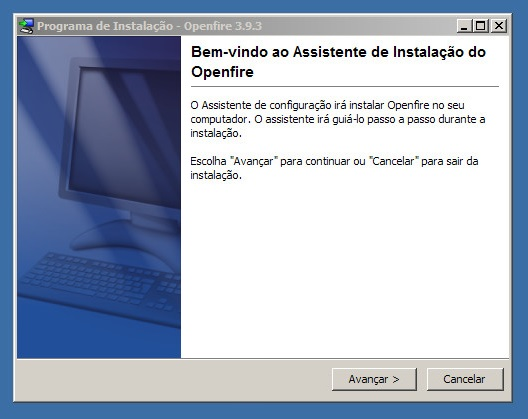 Programa de Instalação - Openfire 3.9.3
Bem-vindo ao Assistente de Instalação do
Openfire
O Assistente de configuração irá instalar Openfire no seu
computador. O assistente irá guiá-lo passo a passo durante a
instalação.
Escolha "Avançar" para continuar ou "Cancelar" para sair da
instalação.
Avançar >
Cancelar